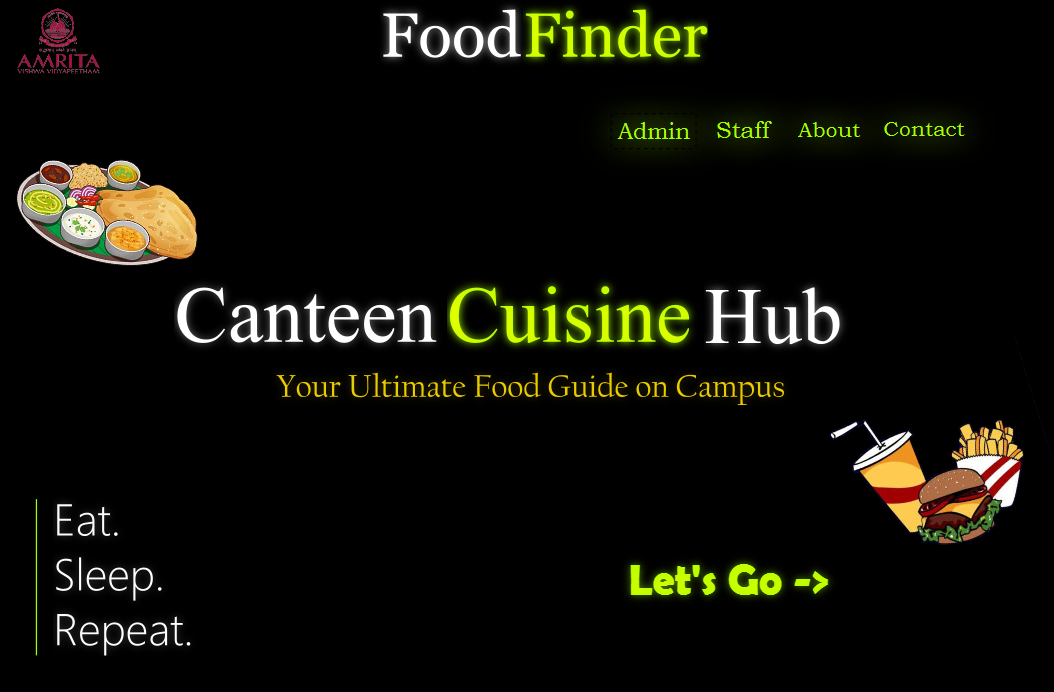 AMRITA
VISHWA VIDYAPEETHAM
FoodFinder
Admin Staff About Contact
Canteen Cuisine Hub
Your Ultimate Food Guide on Campus
Eat.
Sleep.
Repeat.
Let's Go ->